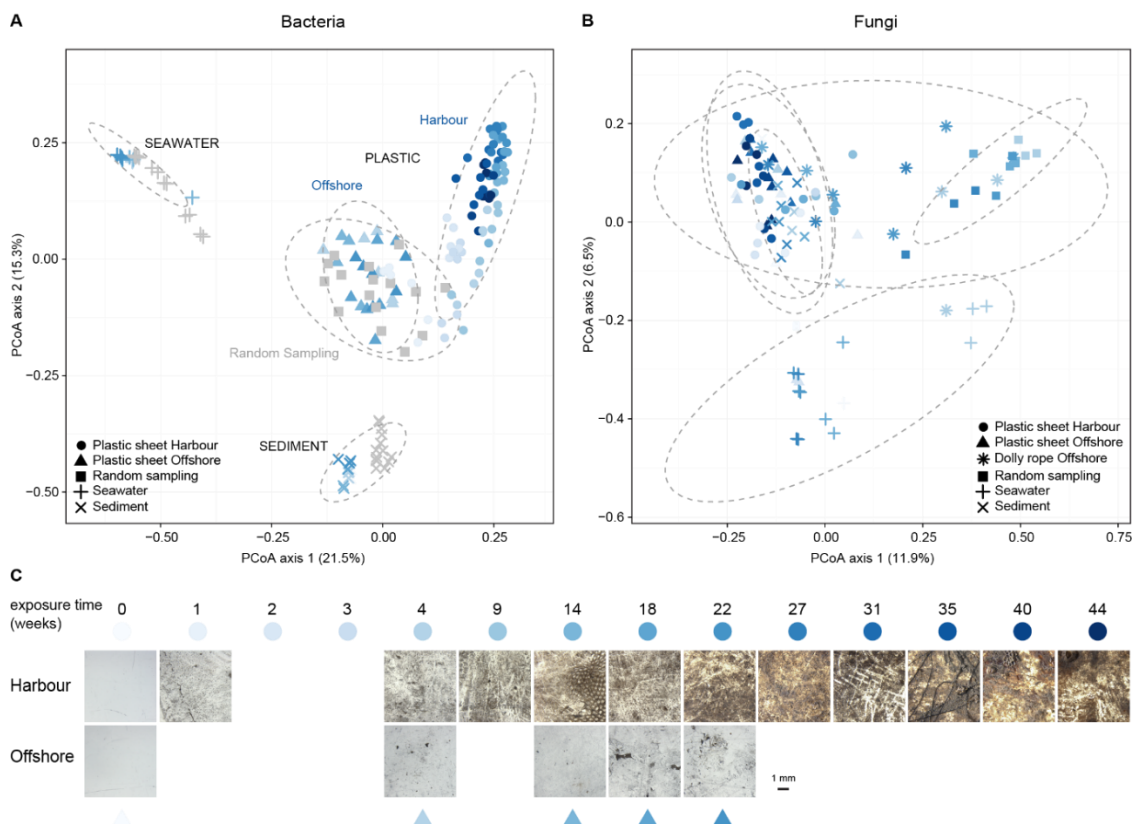 A
Bacteria
B
Fungi
PCoA axis 2 (15.3%)
0.25
0.00
−0.25
−0.50
SEAWATER
Harbour
PLASTIC
Offshore
Random Sampling
SEDIMENT
Plastic sheet Harbour
Plastic sheet Offshore
Random sampling
Seawater
Sediment
−0.50 −0.25 0.00 0.25
PCoA axis 1 (21.5%)
PCoA axis 2 (6.5%)
0.2
0.0
−0.2
−0.4
−0.6
Plastic sheet Harbour
Plastic sheet Offshore
Dolly rope Offshore
Random sampling
Seawater
Sediment
−0.25 0.00 0.25 0.50 0.75
PCoA axis 1 (11.9%)
C
exposure time 0 1 2 3 4 9 14 18 22 27 31 35 40 44
(weeks)
Harbour
Offshore
1 mm